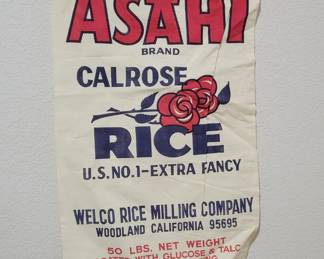 ASAHI
BRAND
CALROSE
RICE
U.S.NO.1-EXTRA FANCY
WELCO RICE MILLING COMPANY
WOODLAND CALIFORNIA 95695
50 LBS. NET WEIGHT
COATED WITH GLUCOSE & TALC